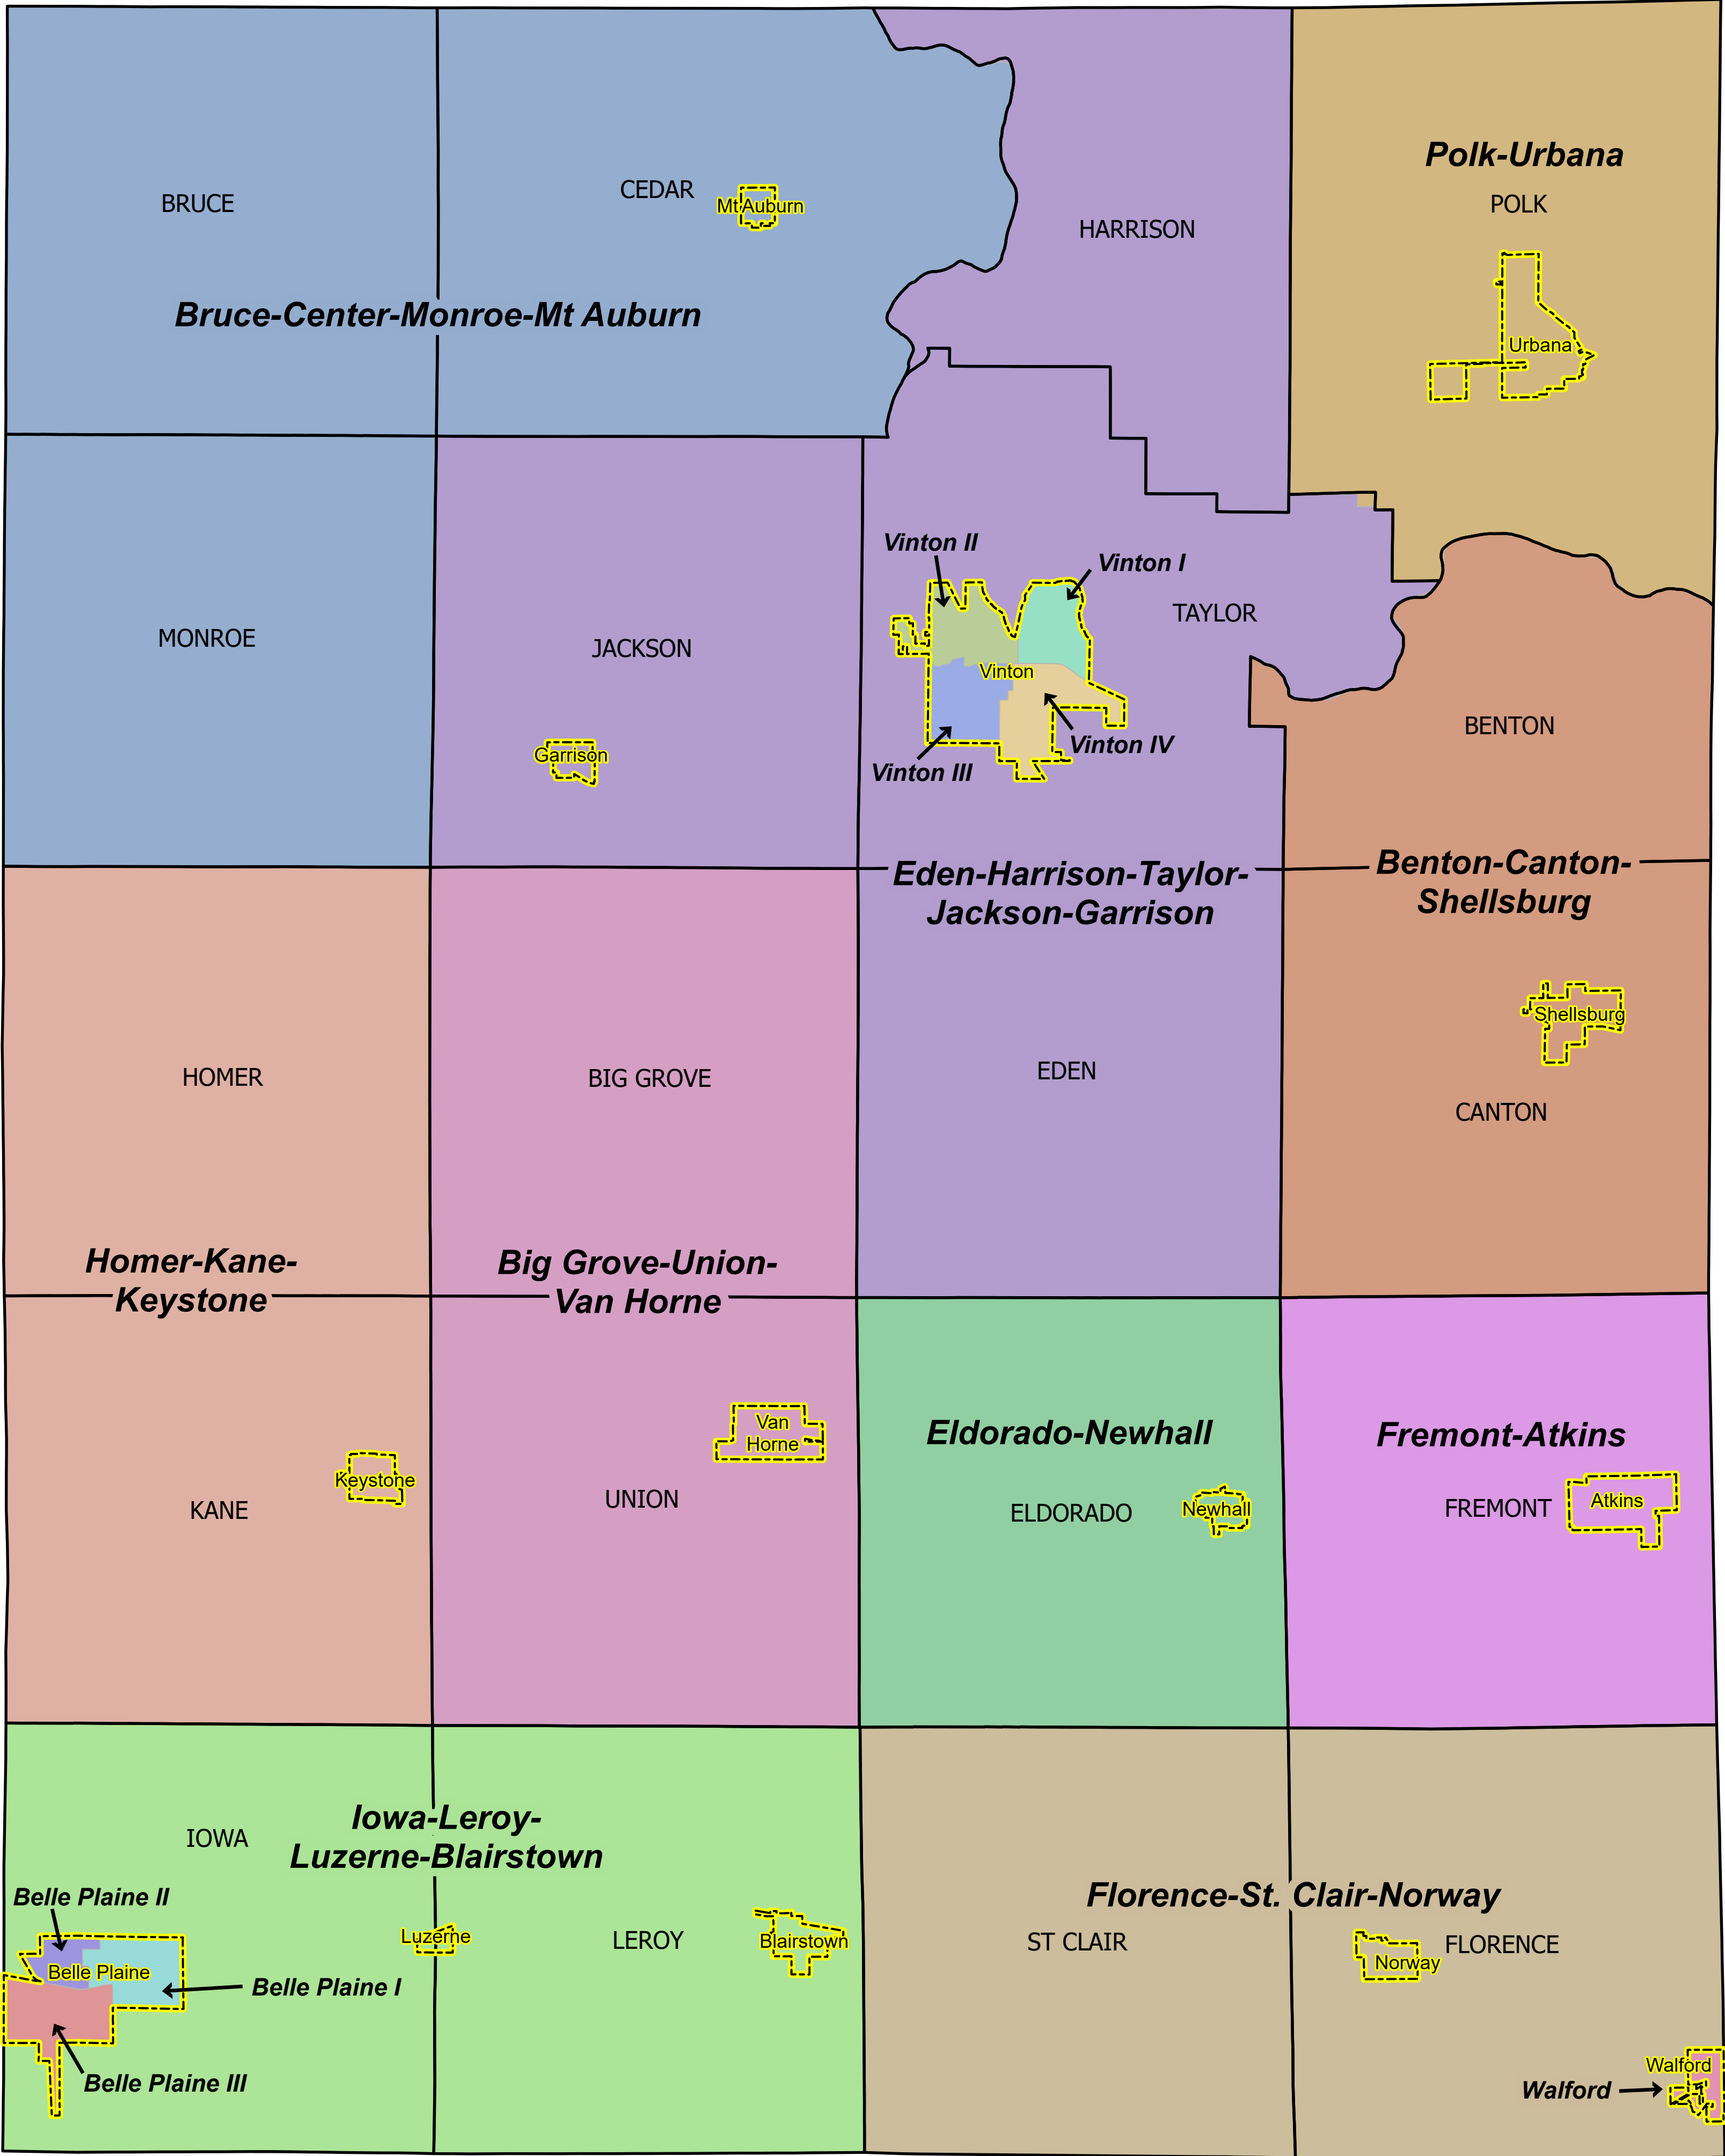 Polk-Urbana
BRUCE
CEDAR
Mt Auburn
HARRISON
POLK
Urbana
Bruce-Center-Monroe-Mt Auburn
Vinton II
Vinton I
MONROE
JACKSON
TAYLOR
Vinton
Garrison
Vinton III
Vinton IV
BENTON
Eden-Harrison-Taylor-
Jackson-Garrison
Benton-Canton-
Shellsburg
Shellsburg
HOMER
BIG GROVE
EDEN
CANTON
Homer-Kane-
Keystone
Big Grove-Union-
Van Horne
Van
Horne
Eldorado-Newhall
Fremont-Atkins
Keystone
KANE
UNION
ELDORADO
Newhall
FREMONT
Atkins
Iowa-Leroy-
Luzerne-Blairstown
IOWA
Belle Plaine II
Florence-St. Clair-Norway
Luzerne
LEROY
Blairstown
ST CLAIR
FLORENCE
Norway
Belle Plaine
Belle Plaine I
Belle Plaine III
Walford
Walford